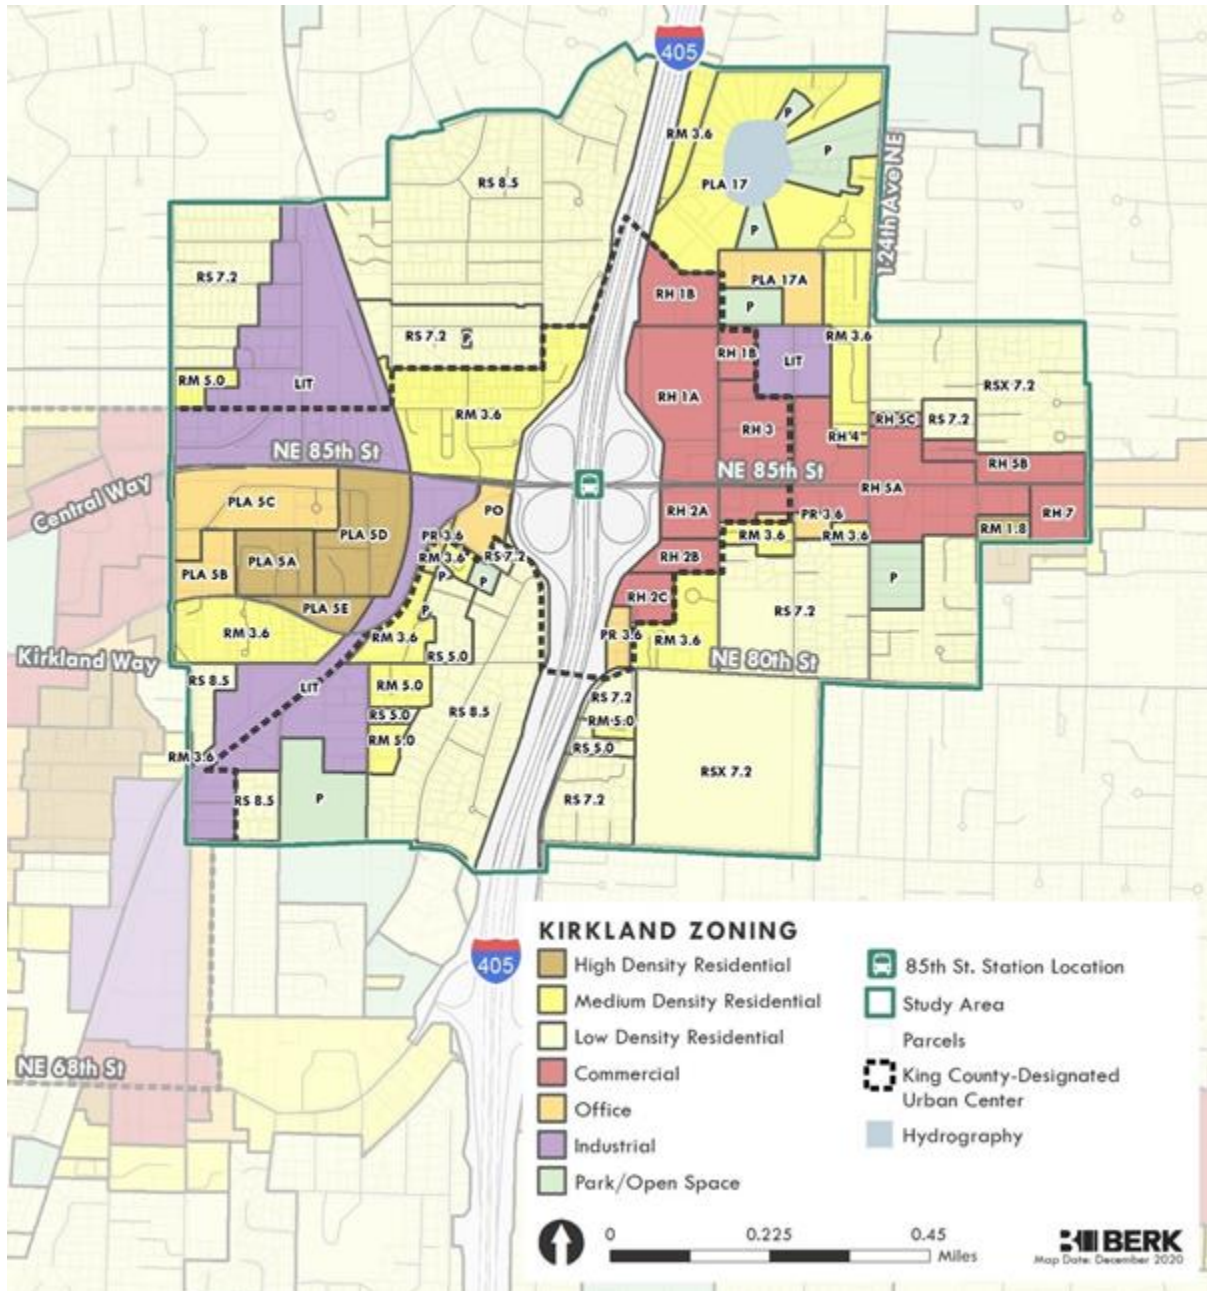 405
RM 3.6
P
P
PLA 17
RS 8.5
124th Ave NE
P
RS 7.2
PLA 17A
RH 1B
P
RS 7.2
P
RM 3.6
RH 1B
LIT
RM 5.0
LIT
RSX 7.2
RH 1A
RM 3.6
RH 5C
RS 7.2
RH 3
RH 4
NE 85th St
RH 5B
NE 85th St
RH 5A
Central Way
PLA 5C
PO
RH 2A
PR 3.6
RH 7
PLA 5D
PR 3.6
RM 3.6
RM 3.6
RM 1.8
RM 3.6
RS 7.2
RH 2B
PLA 5A
PLA 5B
P
P
P
RH 2C
PLA 5E
P
RS 7.2
RM 3.6
RM 3.6
PR 3.6
RM 3.6
Kirkland Way
RS 5.0
NE 80th St
RS 8.5
LIT
RM 5.0
RS 7.2
RS 5.0
RS 8.5
RM 5.0
RM 5.0
RS 5.0
RM 3.6
RSX 7.2
RS 8.5
P
RS 7.2
405
NE 68th St
KIRKLAND ZONING
High Density Residential
Medium Density Residential
Low Density Residential
Commercial
Office
Industrial
Park/Open Space
85th St. Station Location
Study Area
Parcels
King County-Designated
Urban Center
Hydrography
0 0.225 0.45
Miles
BERK
Map Date: December 2020